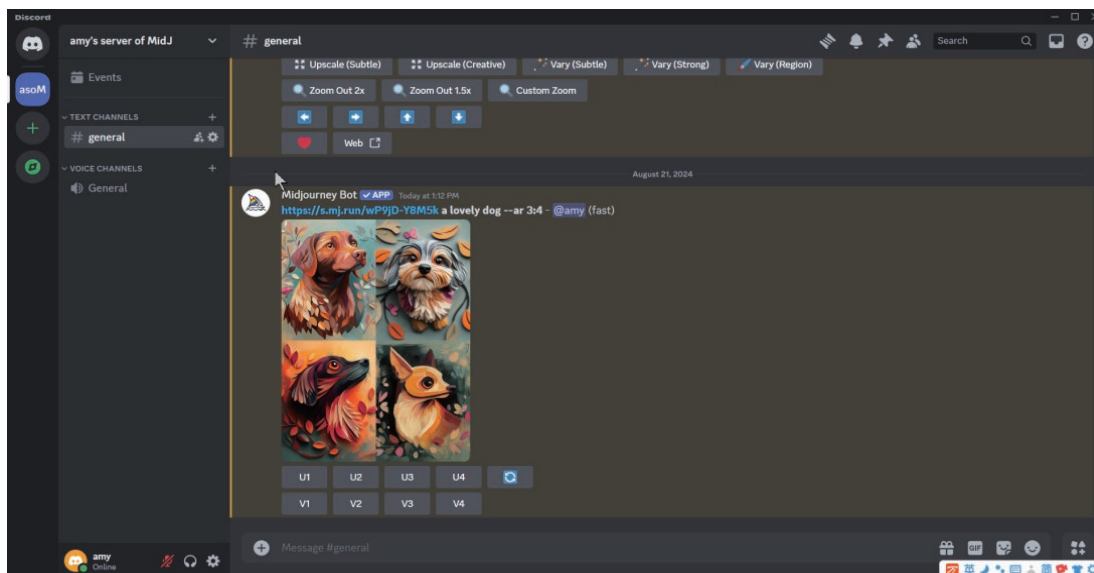 Discord
amy's server of MidJ
# general
Search
Events
asoM
TEXT CHANNELS
# general
VOICE CHANNELS
General
Upscale (Subtle) Upscale (Creative) Vary (Subtle) Vary (Strong) Vary (Region)
Zoom Out 2x Zoom Out 1.5x Custom Zoom
Web
August 21, 2024
Midjourney Bot APP Today at 1:12 PM
https://s.mj.run/wP9JD-Y8M5k a lovely dog --ar 3:4 - @amy (fast)
U1 U2 U3 U4
V1 V2 V3 V4
amy
Online
Message #general
GIF
英